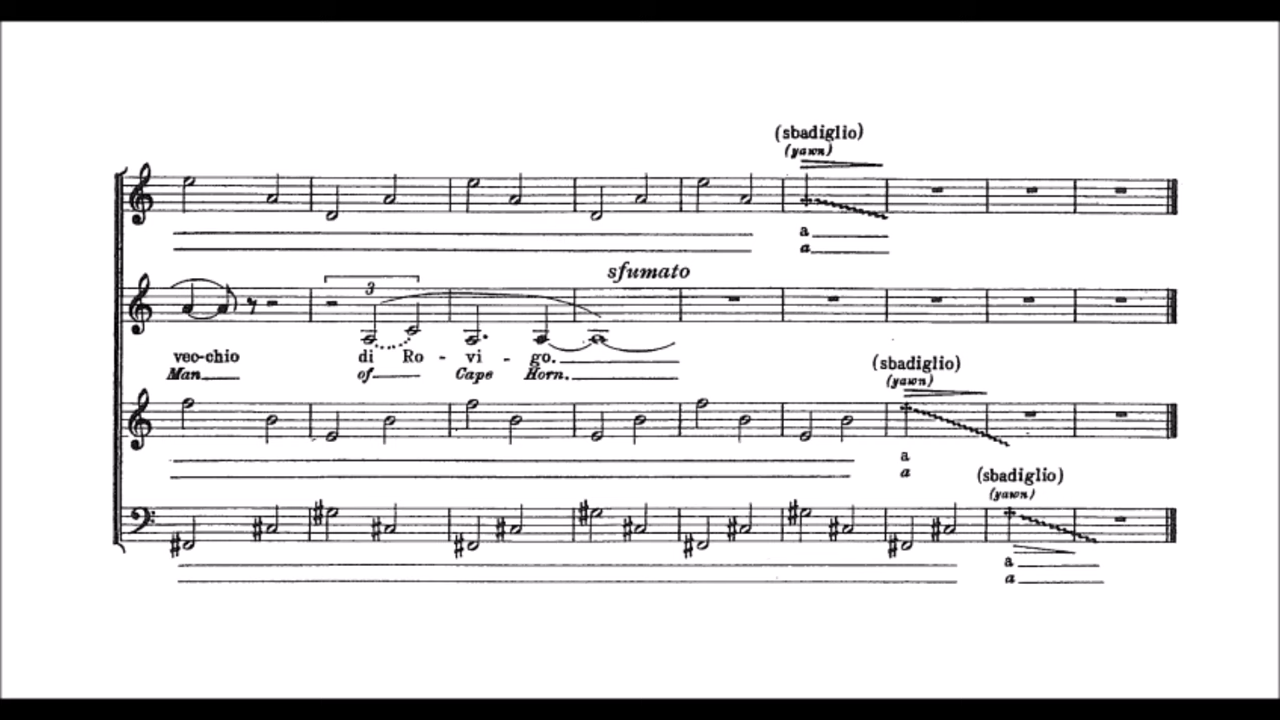 (sbadiglio)
(yawn)
a
a
sfumato
3
vec-chio di Ro - vi - go.
Man of Cape Horn.
(sbadiglio)
(yawn)
a
a
(sbadiglio)
(yawn)
a
a